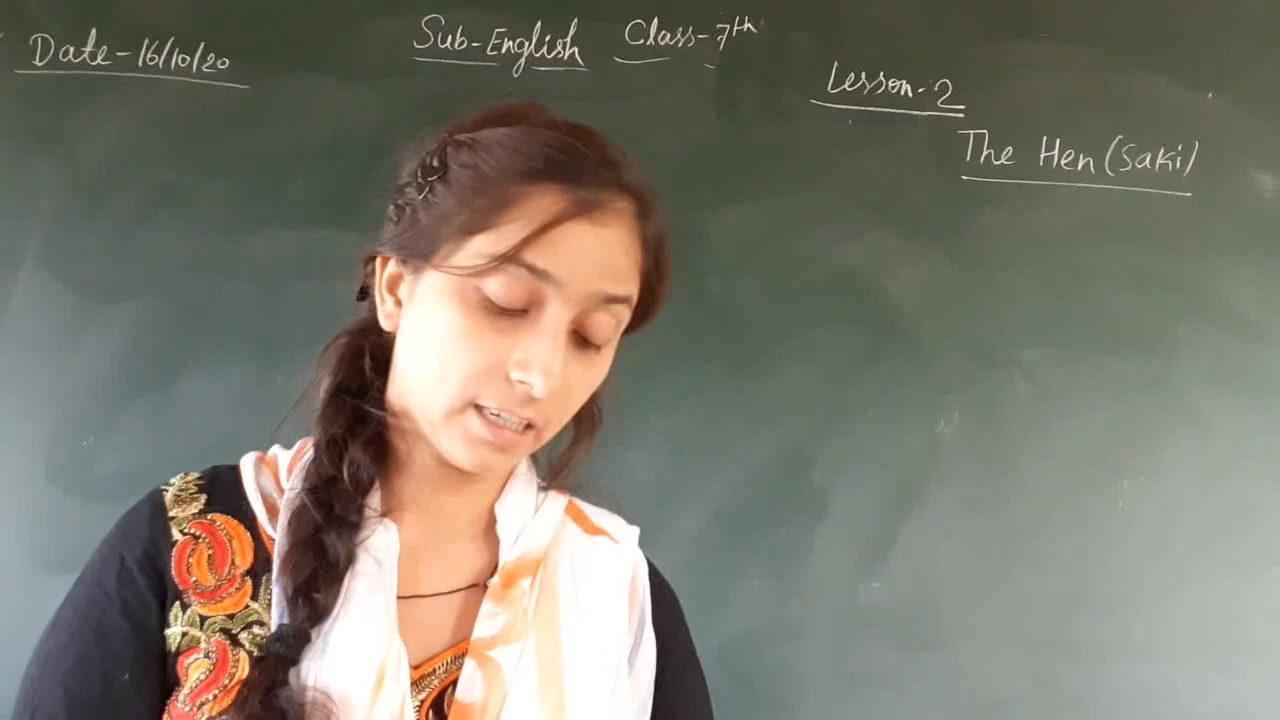 Date-16/10/20
Sub-English Class-7th
Lesson-2
The Hen (Saki)